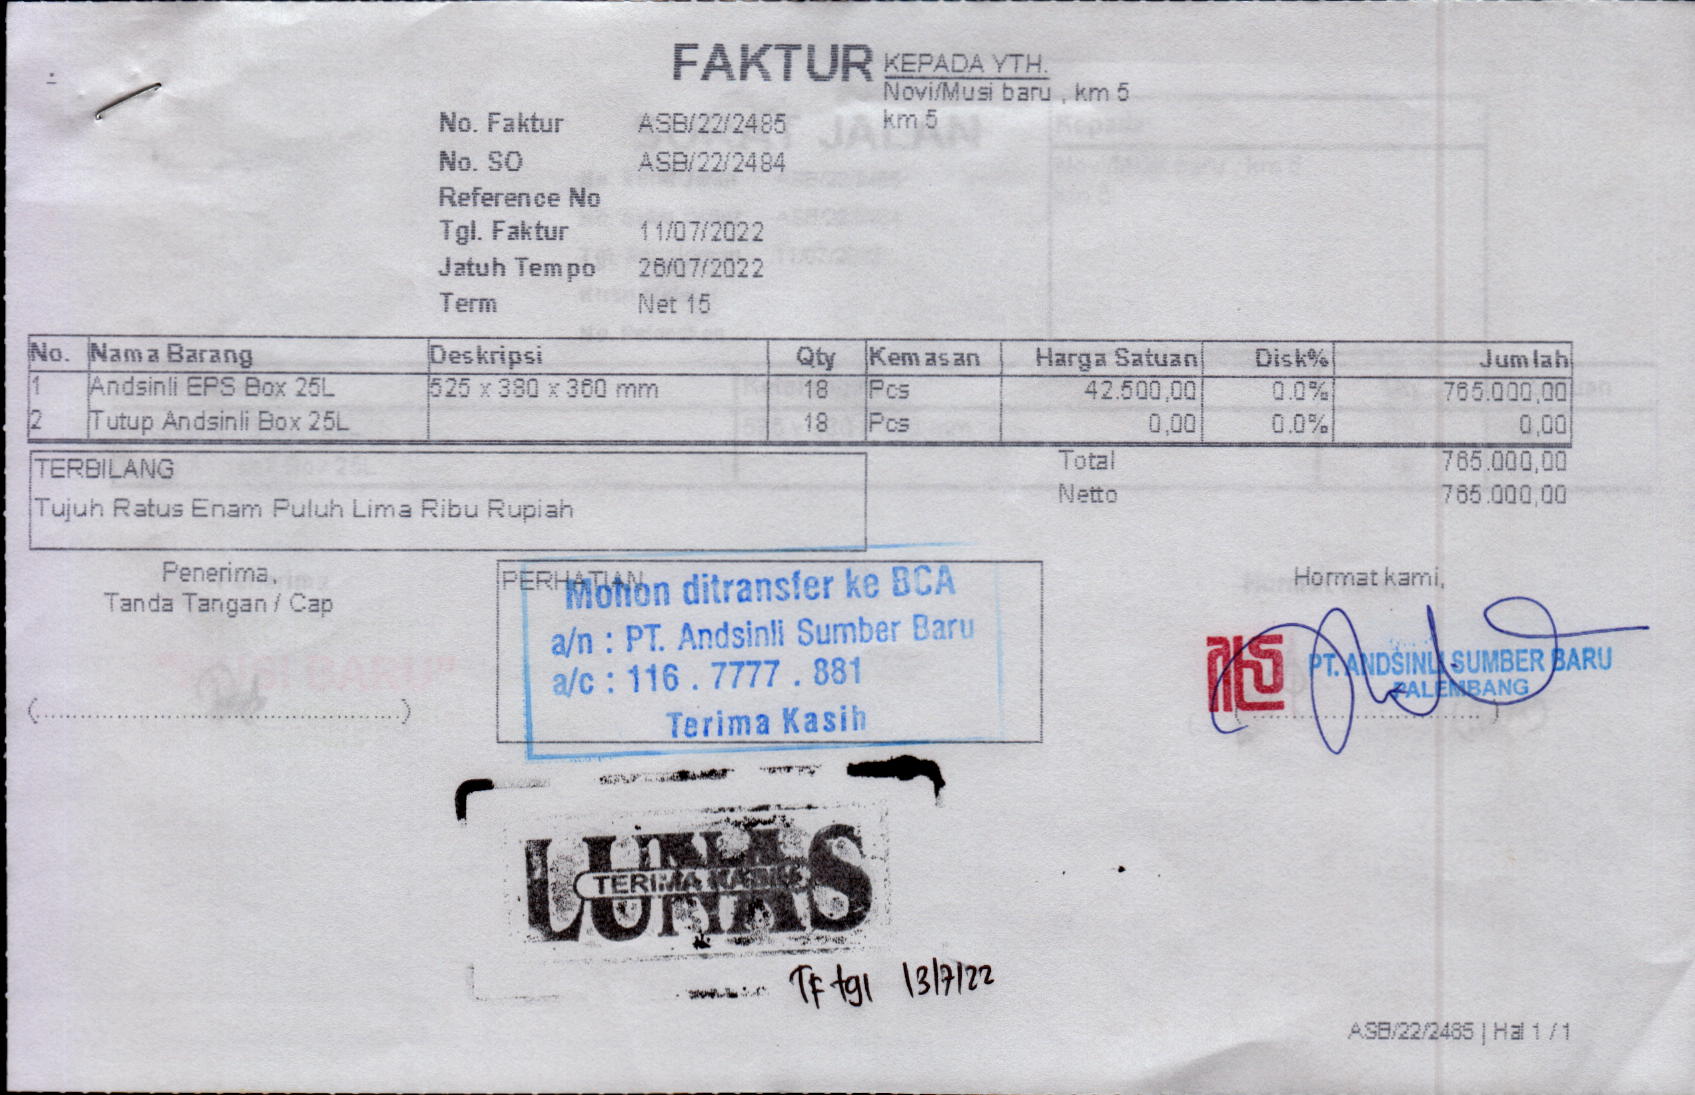 FAKTUR
KEPADA YTH.
Novi/Musi baru , km 5
km 5
No. Faktur ASB/22/2485
No. SO ASB/22/2484
Reference No
Tgl. Faktur 11/07/2022
Jatuh Tempo 26/07/2022
Term Net 15
No. Nama Barang Deskripsi Qty Kemasan Harga Satuan Disk% Jumlah
1 Andsinli EPS Box 25L 525 x 380 x 360 mm 18 Pcs 42.500,00 0.0% 765.000,00
2 Tutup Andsinli Box 25L 18 Pcs 0,00 0.0% 0,00
TERBILANG
Tujuh Ratus Enam Puluh Lima Ribu Rupiah
Total 765.000,00
Netto 765.000,00
Penerima,
Tanda Tangan / Cap
(..........................................................)
PERHATIAN
Mohon ditransfer ke BCA
a/n : PT. Andsinli Sumber Baru
a/c : 116 . 7777 . 881
Terima Kasih
Hormat kami,
PT. ANDSINLI SUMBER BARU
PALEMBANG
LUNAS
TERIMA KASIH
TF tgl 13/7/22
ASB/22/2485 | Hal 1 / 1